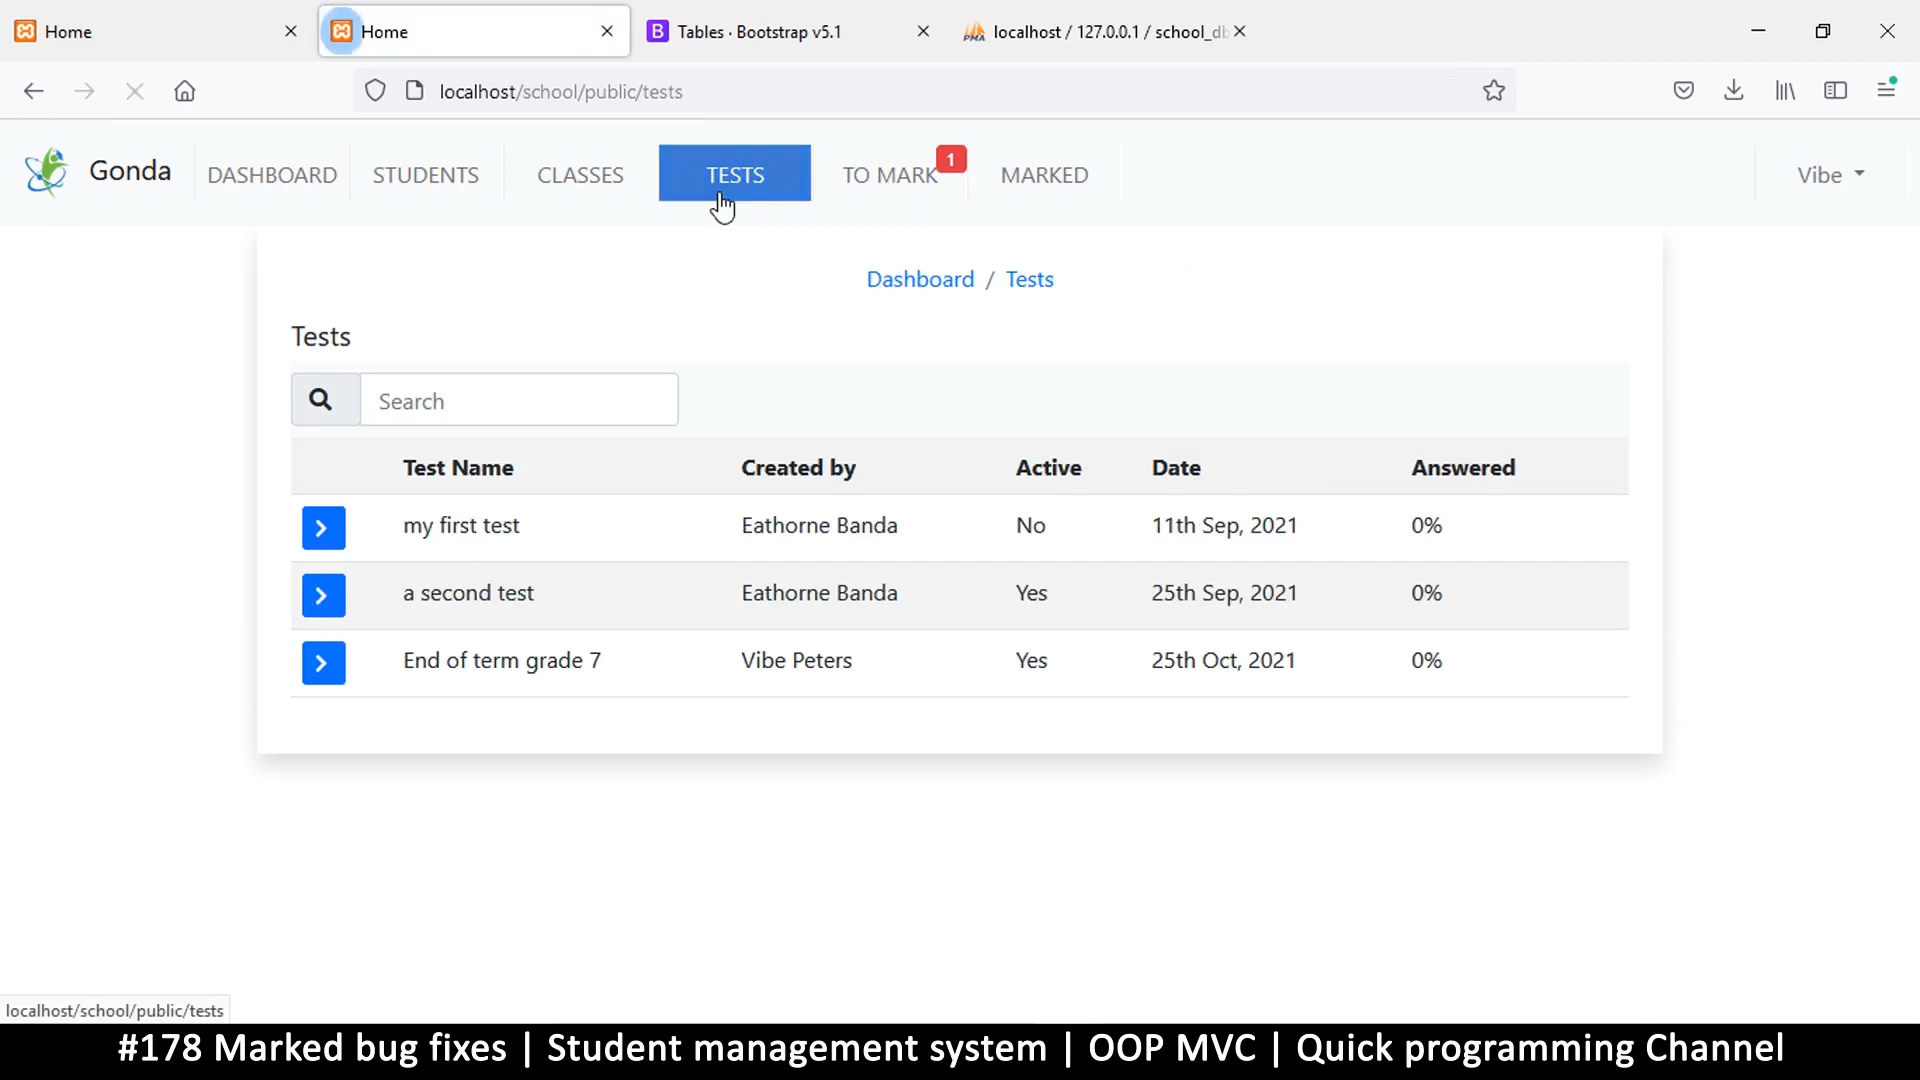 Home
Home
B Tables · Bootstrap v5.1
PMA localhost / 127.0.0.1 / school_db
localhost/school/public/tests
Gonda
DASHBOARD
STUDENTS
CLASSES
TESTS
TO MARK
1
MARKED
Vibe
Dashboard / Tests
Tests
Search
Test Name Created by Active Date Answered
my first test Eathorne Banda No 11th Sep, 2021 0%
a second test Eathorne Banda Yes 25th Sep, 2021 0%
End of term grade 7 Vibe Peters Yes 25th Oct, 2021 0%
localhost/school/public/tests
#178 Marked bug fixes | Student management system | OOP MVC | Quick programming Channel